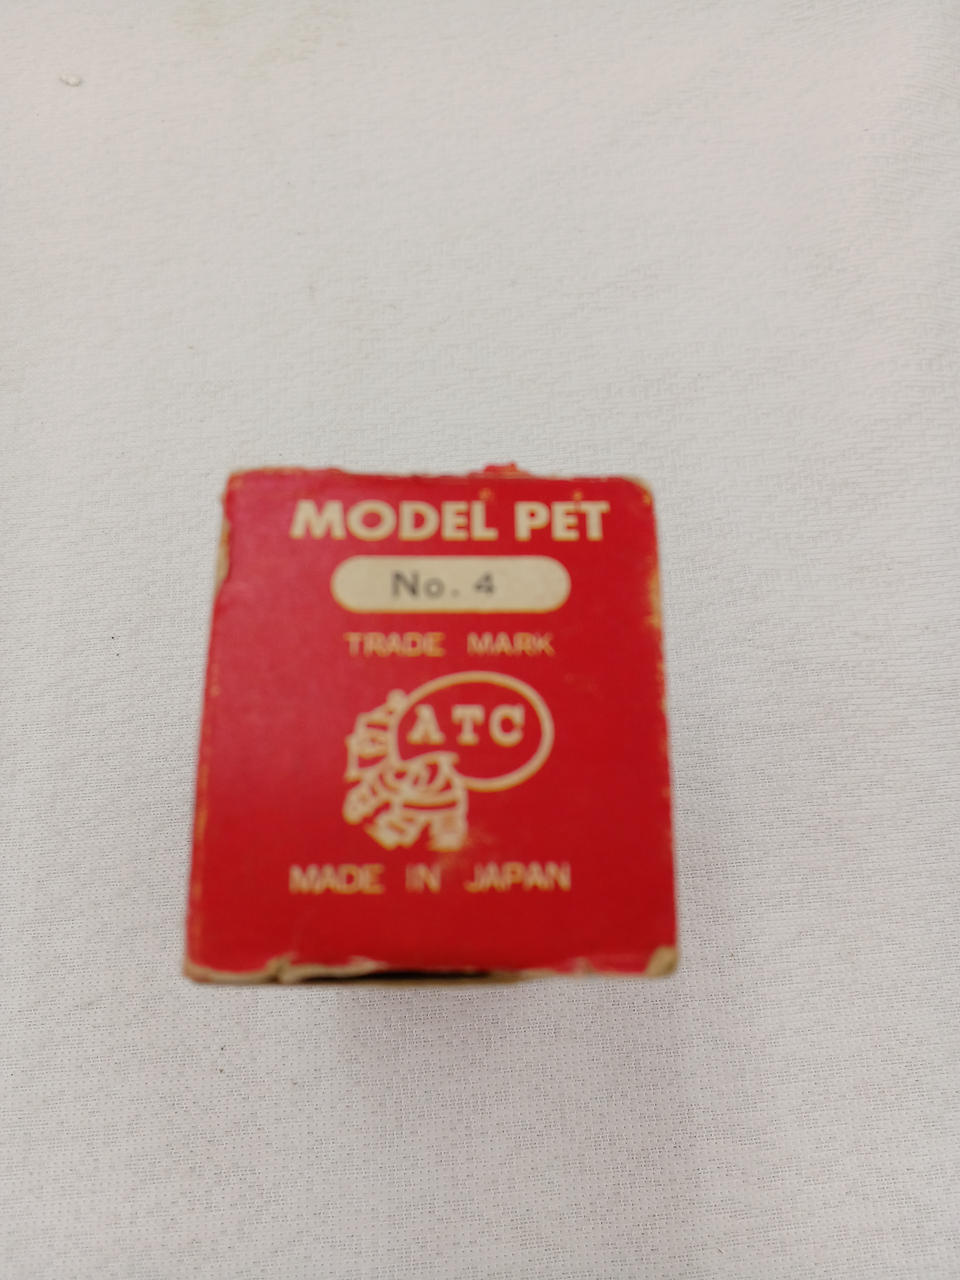 MODEL PET
No. 4
TRADE MARK
ATC
MADE IN JAPAN